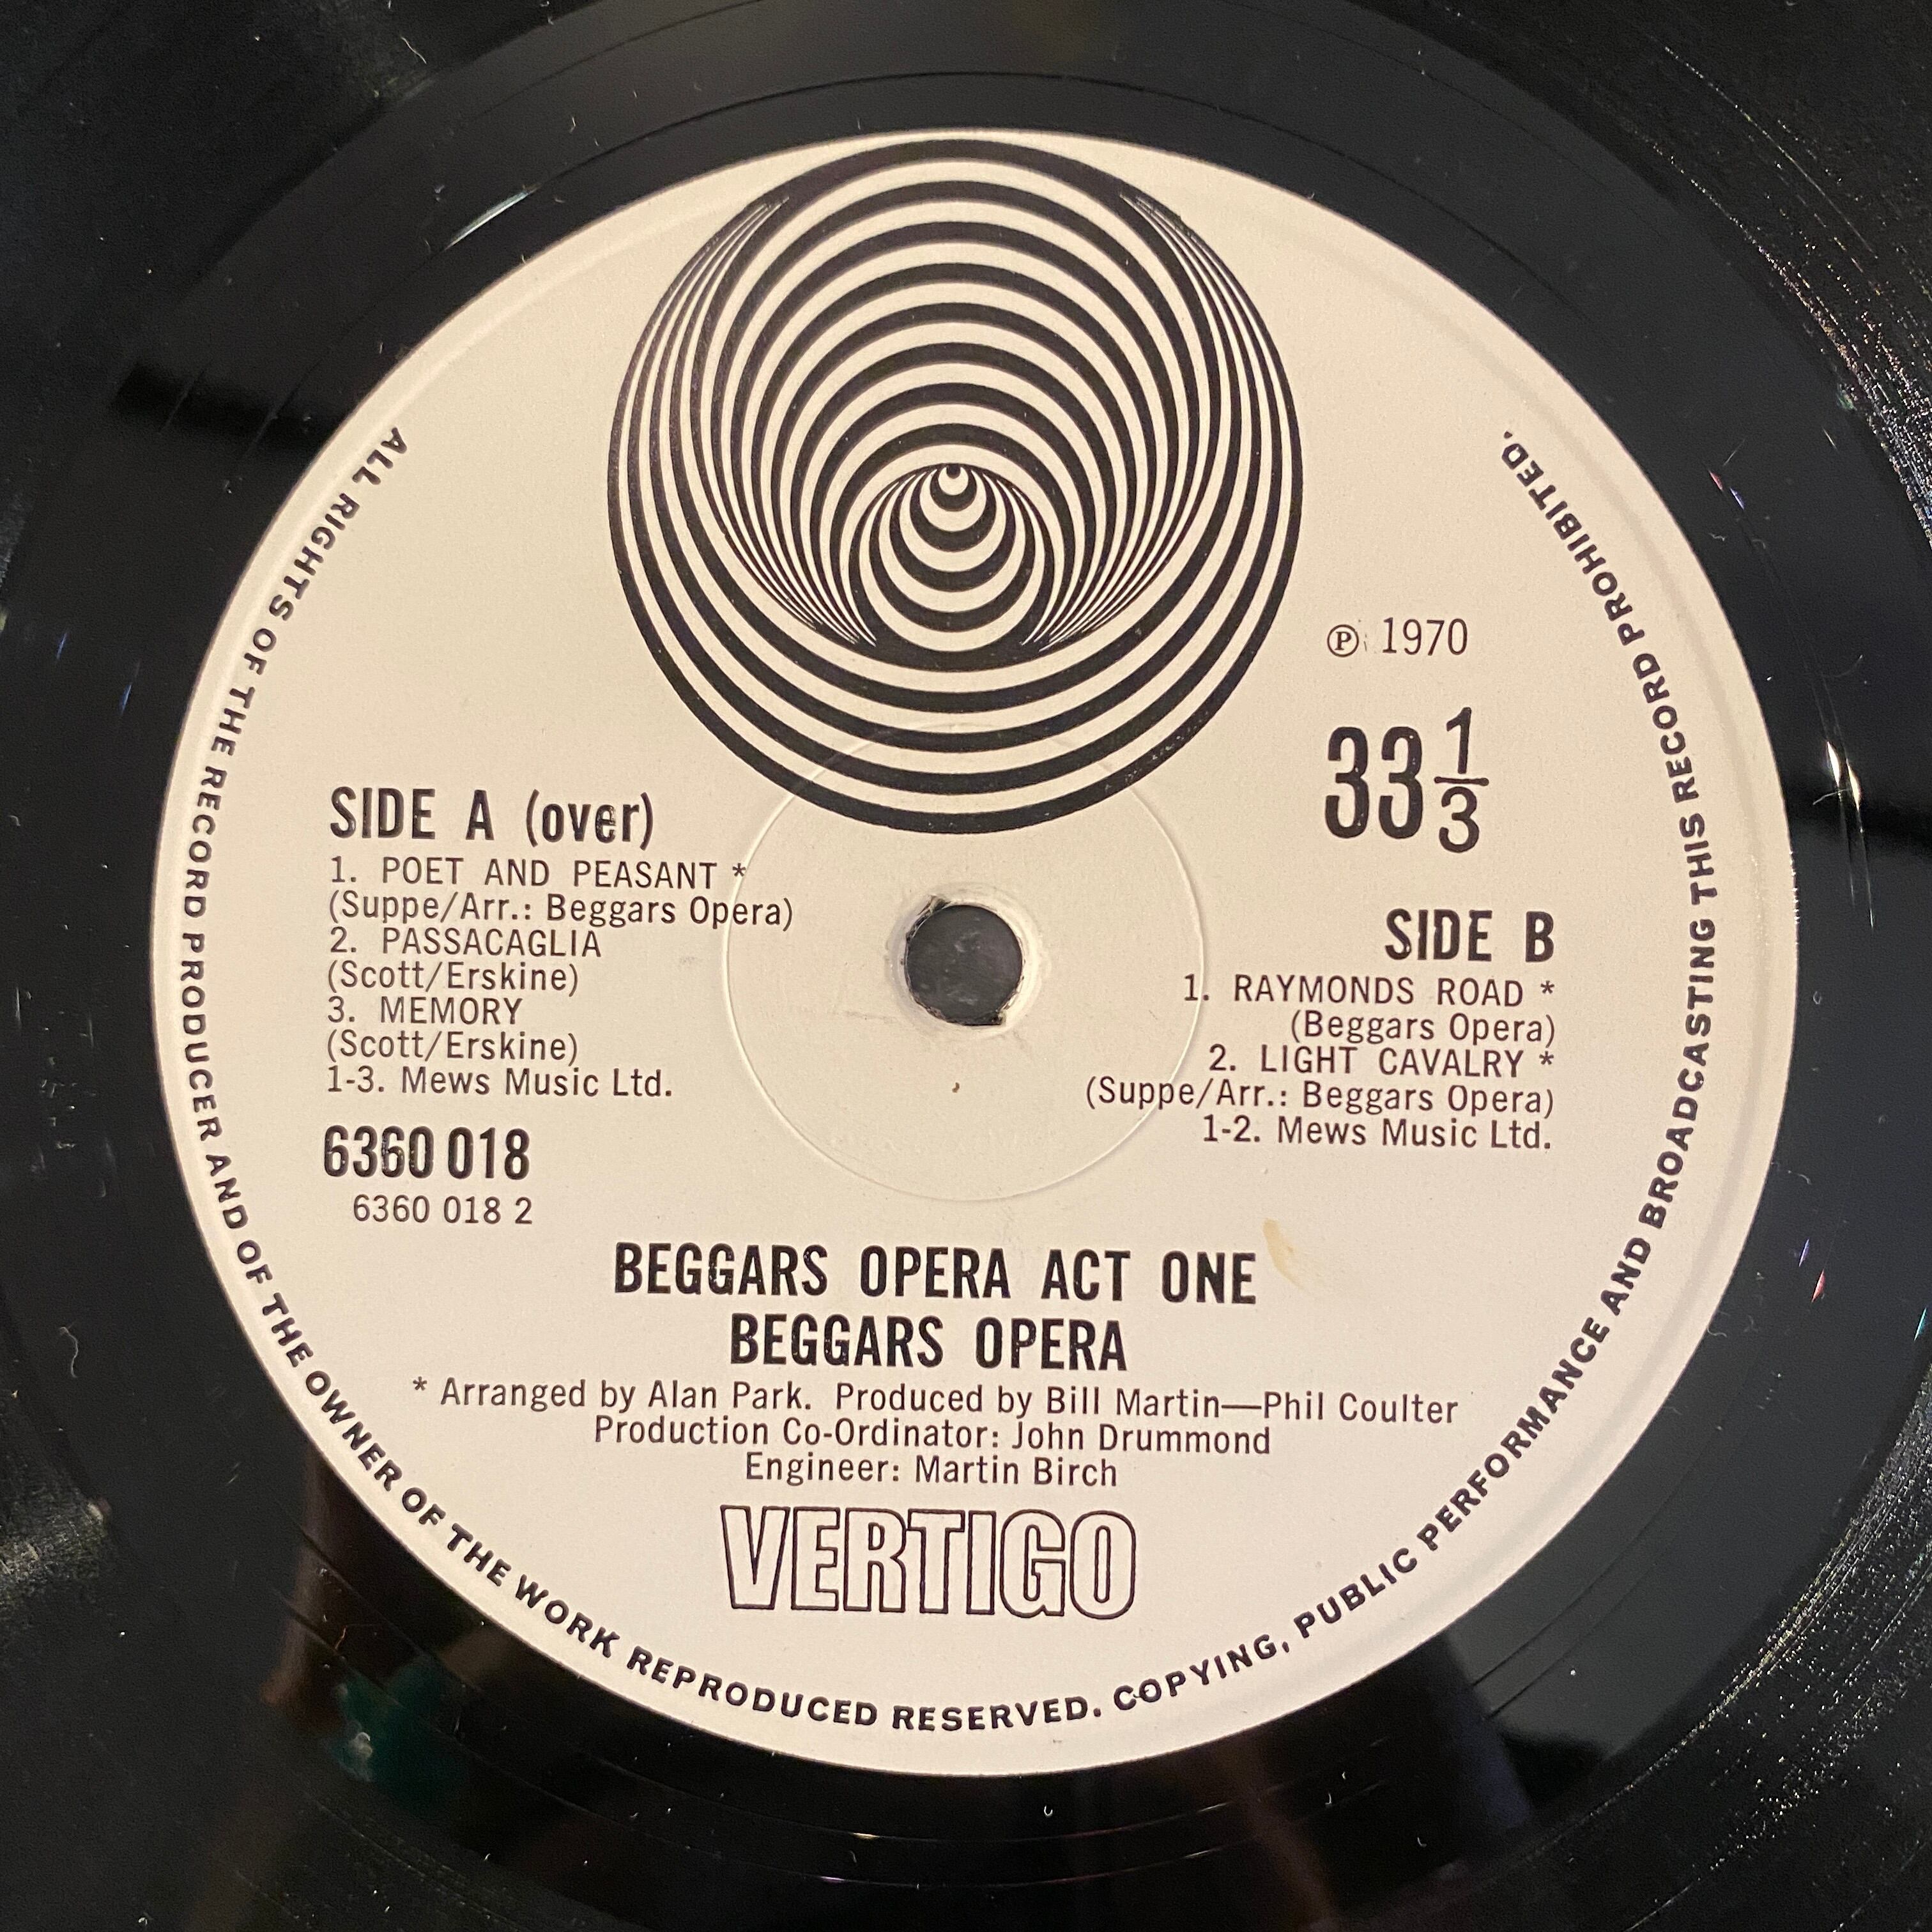 ALL RIGHTS OF THE RECORD PRODUCER AND OF THE OWNER OF THE WORK REPRODUCED RESERVED. COPYING, PUBLIC PERFORMANCE AND BROADCASTING THIS RECORD PROHIBITED.
℗ 1970
33 1/3
SIDE A (over)
1. POET AND PEASANT *
(Suppe/Arr.: Beggars Opera)
2. PASSACAGLIA
(Scott/Erskine)
3. MEMORY
(Scott/Erskine)
1-3. Mews Music Ltd.
6360 018
6360 018 2
SIDE B
1. RAYMONDS ROAD *
(Beggars Opera)
2. LIGHT CAVALRY *
(Suppe/Arr.: Beggars Opera)
1-2. Mews Music Ltd.
BEGGARS OPERA ACT ONE
BEGGARS OPERA
* Arranged by Alan Park. Produced by Bill Martin—Phil Coulter
Production Co-Ordinator: John Drummond
Engineer: Martin Birch
VERTIGO